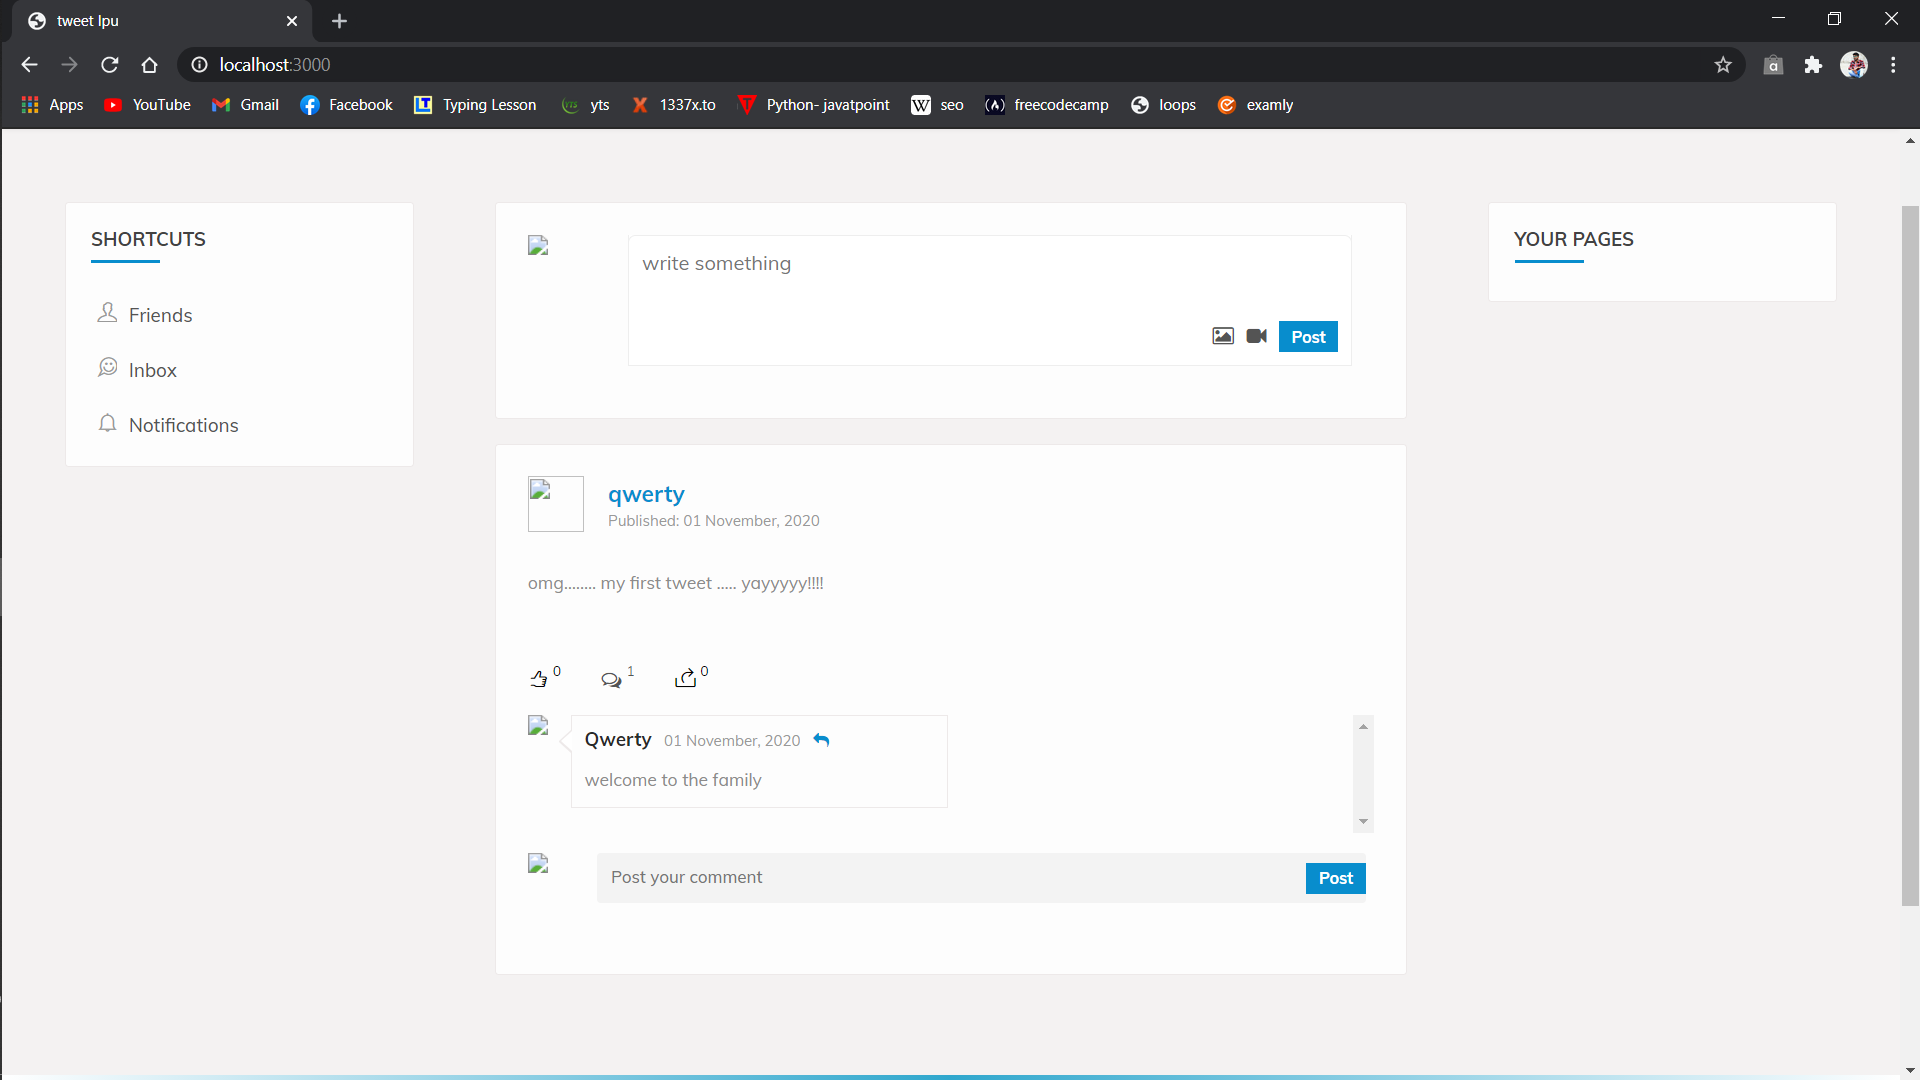 tweet lpu
localhost:3000
Apps YouTube Gmail Facebook Typing Lesson yts 1337x.to Python- javatpoint seo freecodecamp loops examly
SHORTCUTS
Friends
Inbox
Notifications
write something
Post
qwerty
Published: 01 November, 2020
omg........ my first tweet ..... yayyyyy!!!!
0 1 0
Qwerty 01 November, 2020
welcome to the family
Post your comment Post
YOUR PAGES